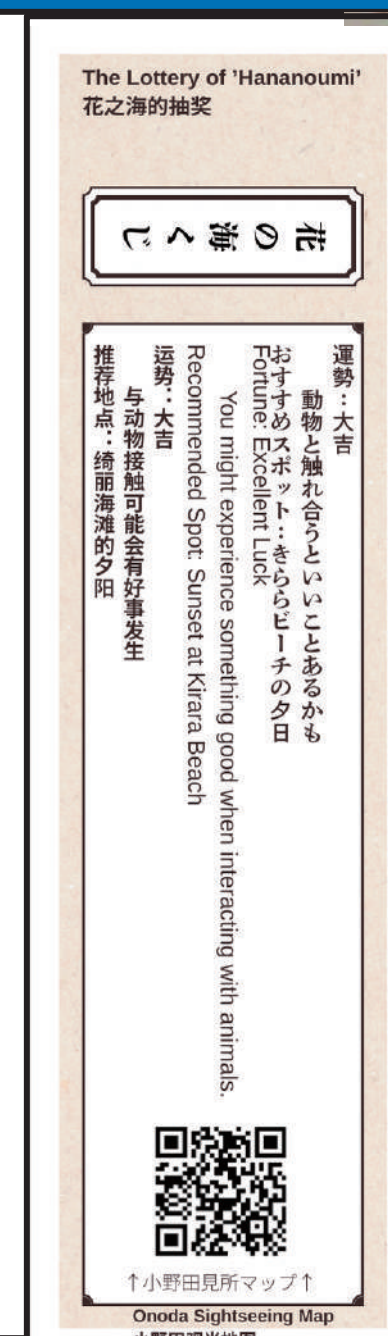 The Lottery of ’Hananoumi’
花之海的抽奖
花の海くじ
運勢：大吉
動物と触れ合うといいことあるかも
おすすめスポット：きららビーチの夕日
Fortune: Excellent Luck
You might experience something good when interacting with animals.
Recommended Spot: Sunset at Kirara Beach
运势：大吉
与动物接触可能会有好事发生
推荐地点：绮丽海滩的夕阳
↑小野田見所マップ↑
Onoda Sightseeing Map